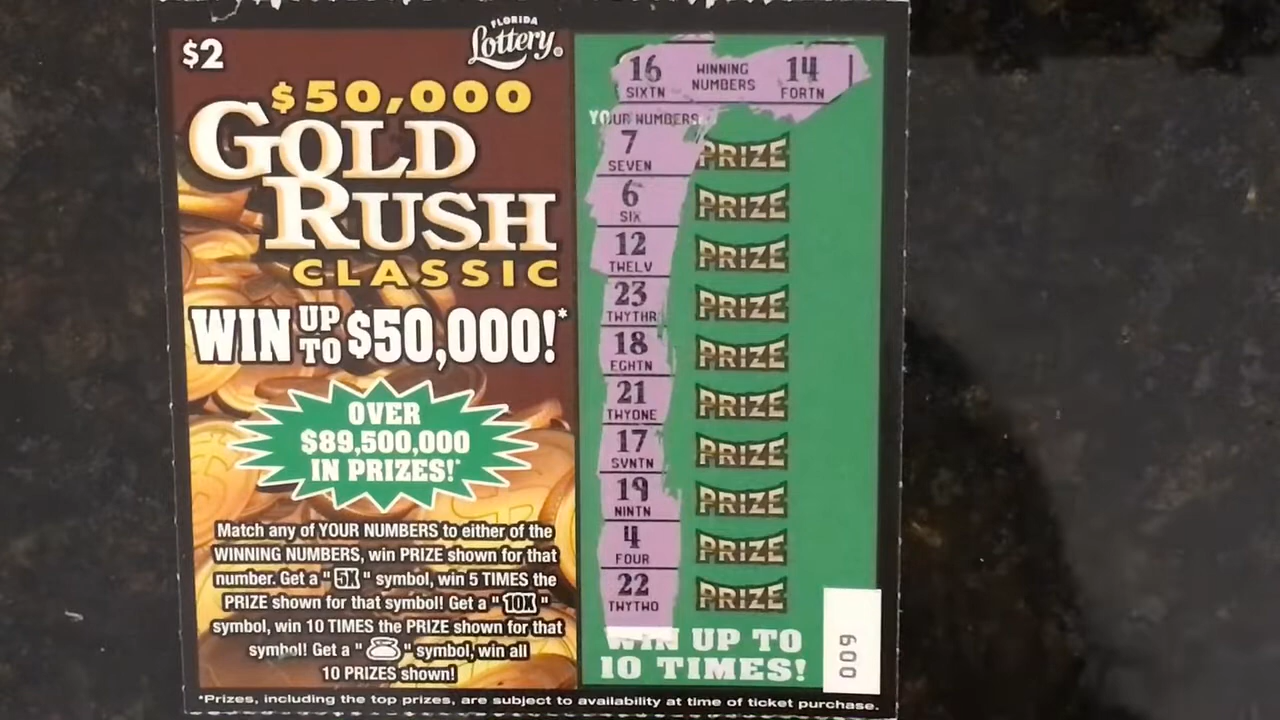 $2
FLORIDA
Lottery®
$50,000
GOLD
RUSH
CLASSIC
WIN UP TO $50,000!*
OVER
$89,500,000
IN PRIZES!*
Match any of YOUR NUMBERS to either of the
WINNING NUMBERS, win PRIZE shown for that
number. Get a " 5X " symbol, win 5 TIMES the
PRIZE shown for that symbol! Get a " 10X "
symbol, win 10 TIMES the PRIZE shown for that
symbol! Get a " " symbol, win all
10 PRIZES shown!
16 WINNING 14
SIXTN NUMBERS FORTN
YOUR NUMBERS
7 PRIZE
SEVEN
6 PRIZE
SIX
12 PRIZE
TWELV
23 PRIZE
TWYTHR
18 PRIZE
EGHTN
21 PRIZE
TWYONE
17 PRIZE
SVNTN
19 PRIZE
NINTN
4 PRIZE
FOUR
22 PRIZE
TWYTWO
WIN UP TO
10 TIMES!
009
*Prizes, including the top prizes, are subject to availability at time of ticket purchase.